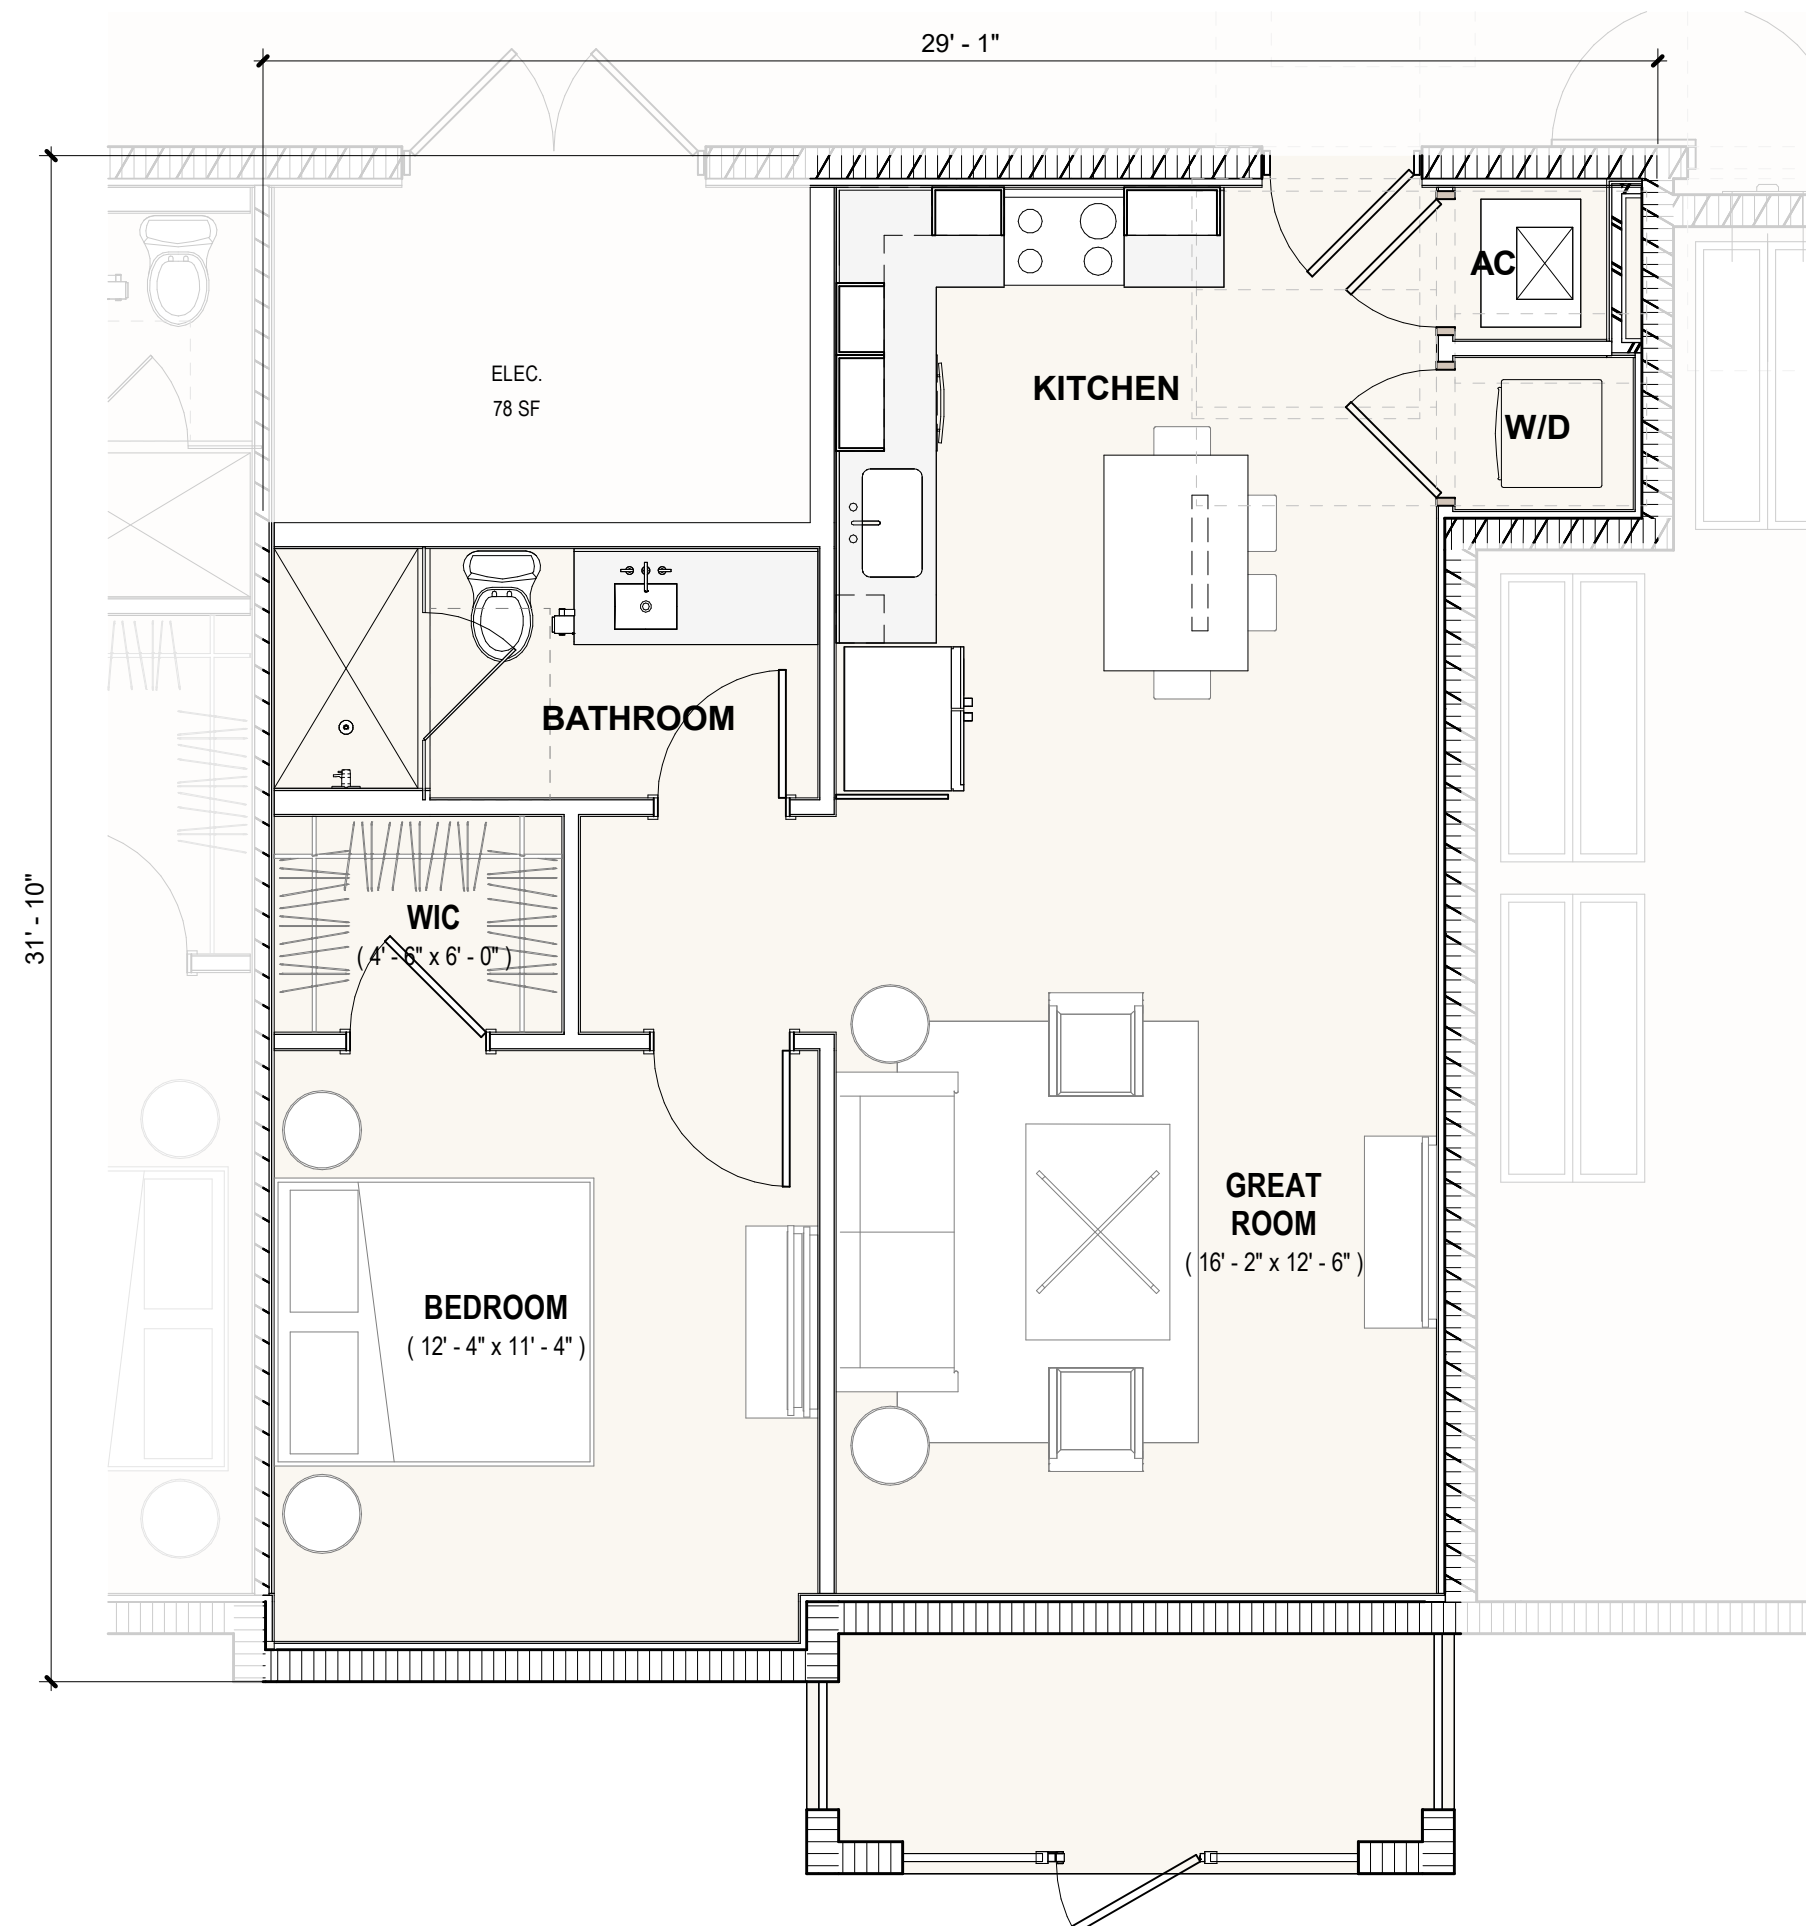 29' - 1"
AC
ELEC.
78 SF
KITCHEN
W/D
BATHROOM
31' - 10"
WIC
( 4' - 6" x 6' - 0" )
GREAT
ROOM
( 16' - 2" x 12' - 6" )
BEDROOM
( 12' - 4" x 11' - 4" )